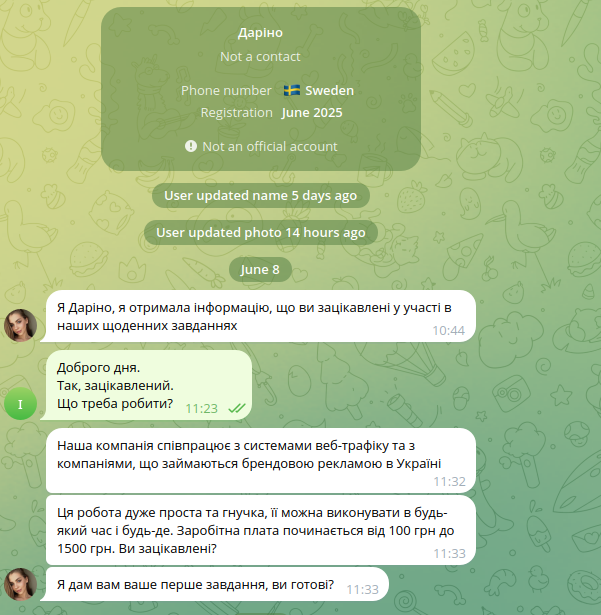 Даріно
Not a contact
Phone number 🇸🇪 Sweden
Registration June 2025
Not an official account
User updated name 5 days ago
User updated photo 14 hours ago
June 8
Я Даріно, я отримала інформацію, що ви зацікавлені у участі в
наших щоденних завданнях
10:44
Доброго дня.
Так, зацікавлений.
Що треба робити? 11:23
I
Наша компанія співпрацює з системами веб-трафіку та з
компаніями, що займаються брендовою рекламою в Україні
11:32
Ця робота дуже проста та гнучка, її можна виконувати в будь-
який час і будь-де. Заробітна плата починається від 100 грн до
1500 грн. Ви зацікавлені?
11:33
Я дам вам ваше перше завдання, ви готові? 11:33